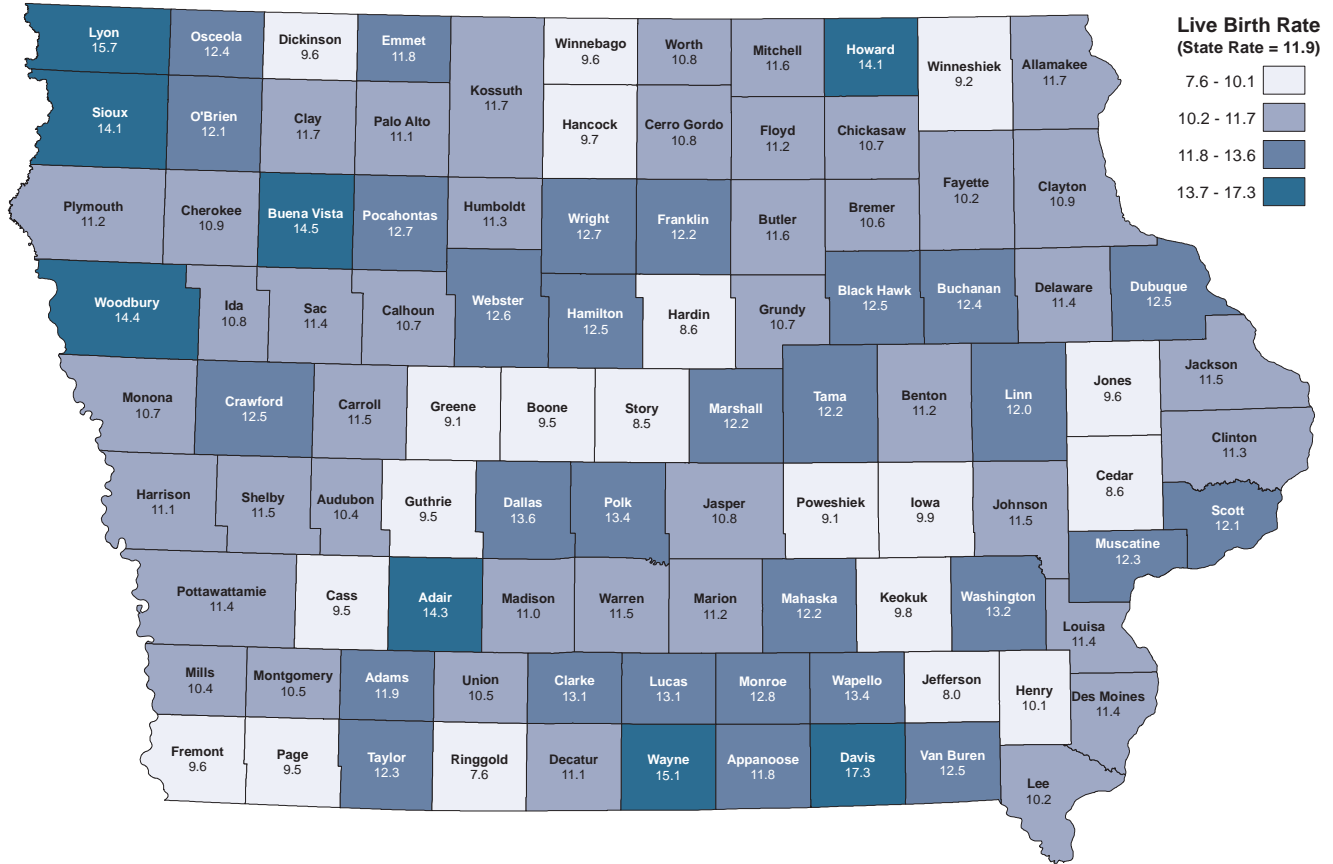 Live Birth Rate
(State Rate = 11.9)
7.6 - 10.1
10.2 - 11.7
11.8 - 13.6
13.7 - 17.3
Lyon
15.7
Osceola
12.4
Dickinson
9.6
Emmet
11.8
Kossuth
11.7
Winnebago
9.6
Worth
10.8
Mitchell
11.6
Howard
14.1
Winneshiek
9.2
Allamakee
11.7
Sioux
14.1
O'Brien
12.1
Clay
11.7
Palo Alto
11.1
Hancock
9.7
Cerro Gordo
10.8
Floyd
11.2
Chickasaw
10.7
Fayette
10.2
Clayton
10.9
Plymouth
11.2
Cherokee
10.9
Buena Vista
14.5
Pocahontas
12.7
Humboldt
11.3
Wright
12.7
Franklin
12.2
Butler
11.6
Bremer
10.6
Woodbury
14.4
Ida
10.8
Sac
11.4
Calhoun
10.7
Webster
12.6
Hamilton
12.5
Hardin
8.6
Grundy
10.7
Black Hawk
12.5
Buchanan
12.4
Delaware
11.4
Dubuque
12.5
Monona
10.7
Crawford
12.5
Carroll
11.5
Greene
9.1
Boone
9.5
Story
8.5
Marshall
12.2
Tama
12.2
Benton
11.2
Linn
12.0
Jones
9.6
Jackson
11.5
Clinton
11.3
Harrison
11.1
Shelby
11.5
Audubon
10.4
Guthrie
9.5
Dallas
13.6
Polk
13.4
Jasper
10.8
Poweshiek
9.1
Iowa
9.9
Johnson
11.5
Cedar
8.6
Scott
12.1
Muscatine
12.3
Pottawattamie
11.4
Cass
9.5
Adair
14.3
Madison
11.0
Warren
11.5
Marion
11.2
Mahaska
12.2
Keokuk
9.8
Washington
13.2
Louisa
11.4
Mills
10.4
Montgomery
10.5
Adams
11.9
Union
10.5
Clarke
13.1
Lucas
13.1
Monroe
12.8
Wapello
13.4
Jefferson
8.0
Henry
10.1
Des Moines
11.4
Fremont
9.6
Page
9.5
Taylor
12.3
Ringgold
7.6
Decatur
11.1
Wayne
15.1
Appanoose
11.8
Davis
17.3
Van Buren
12.5
Lee
10.2